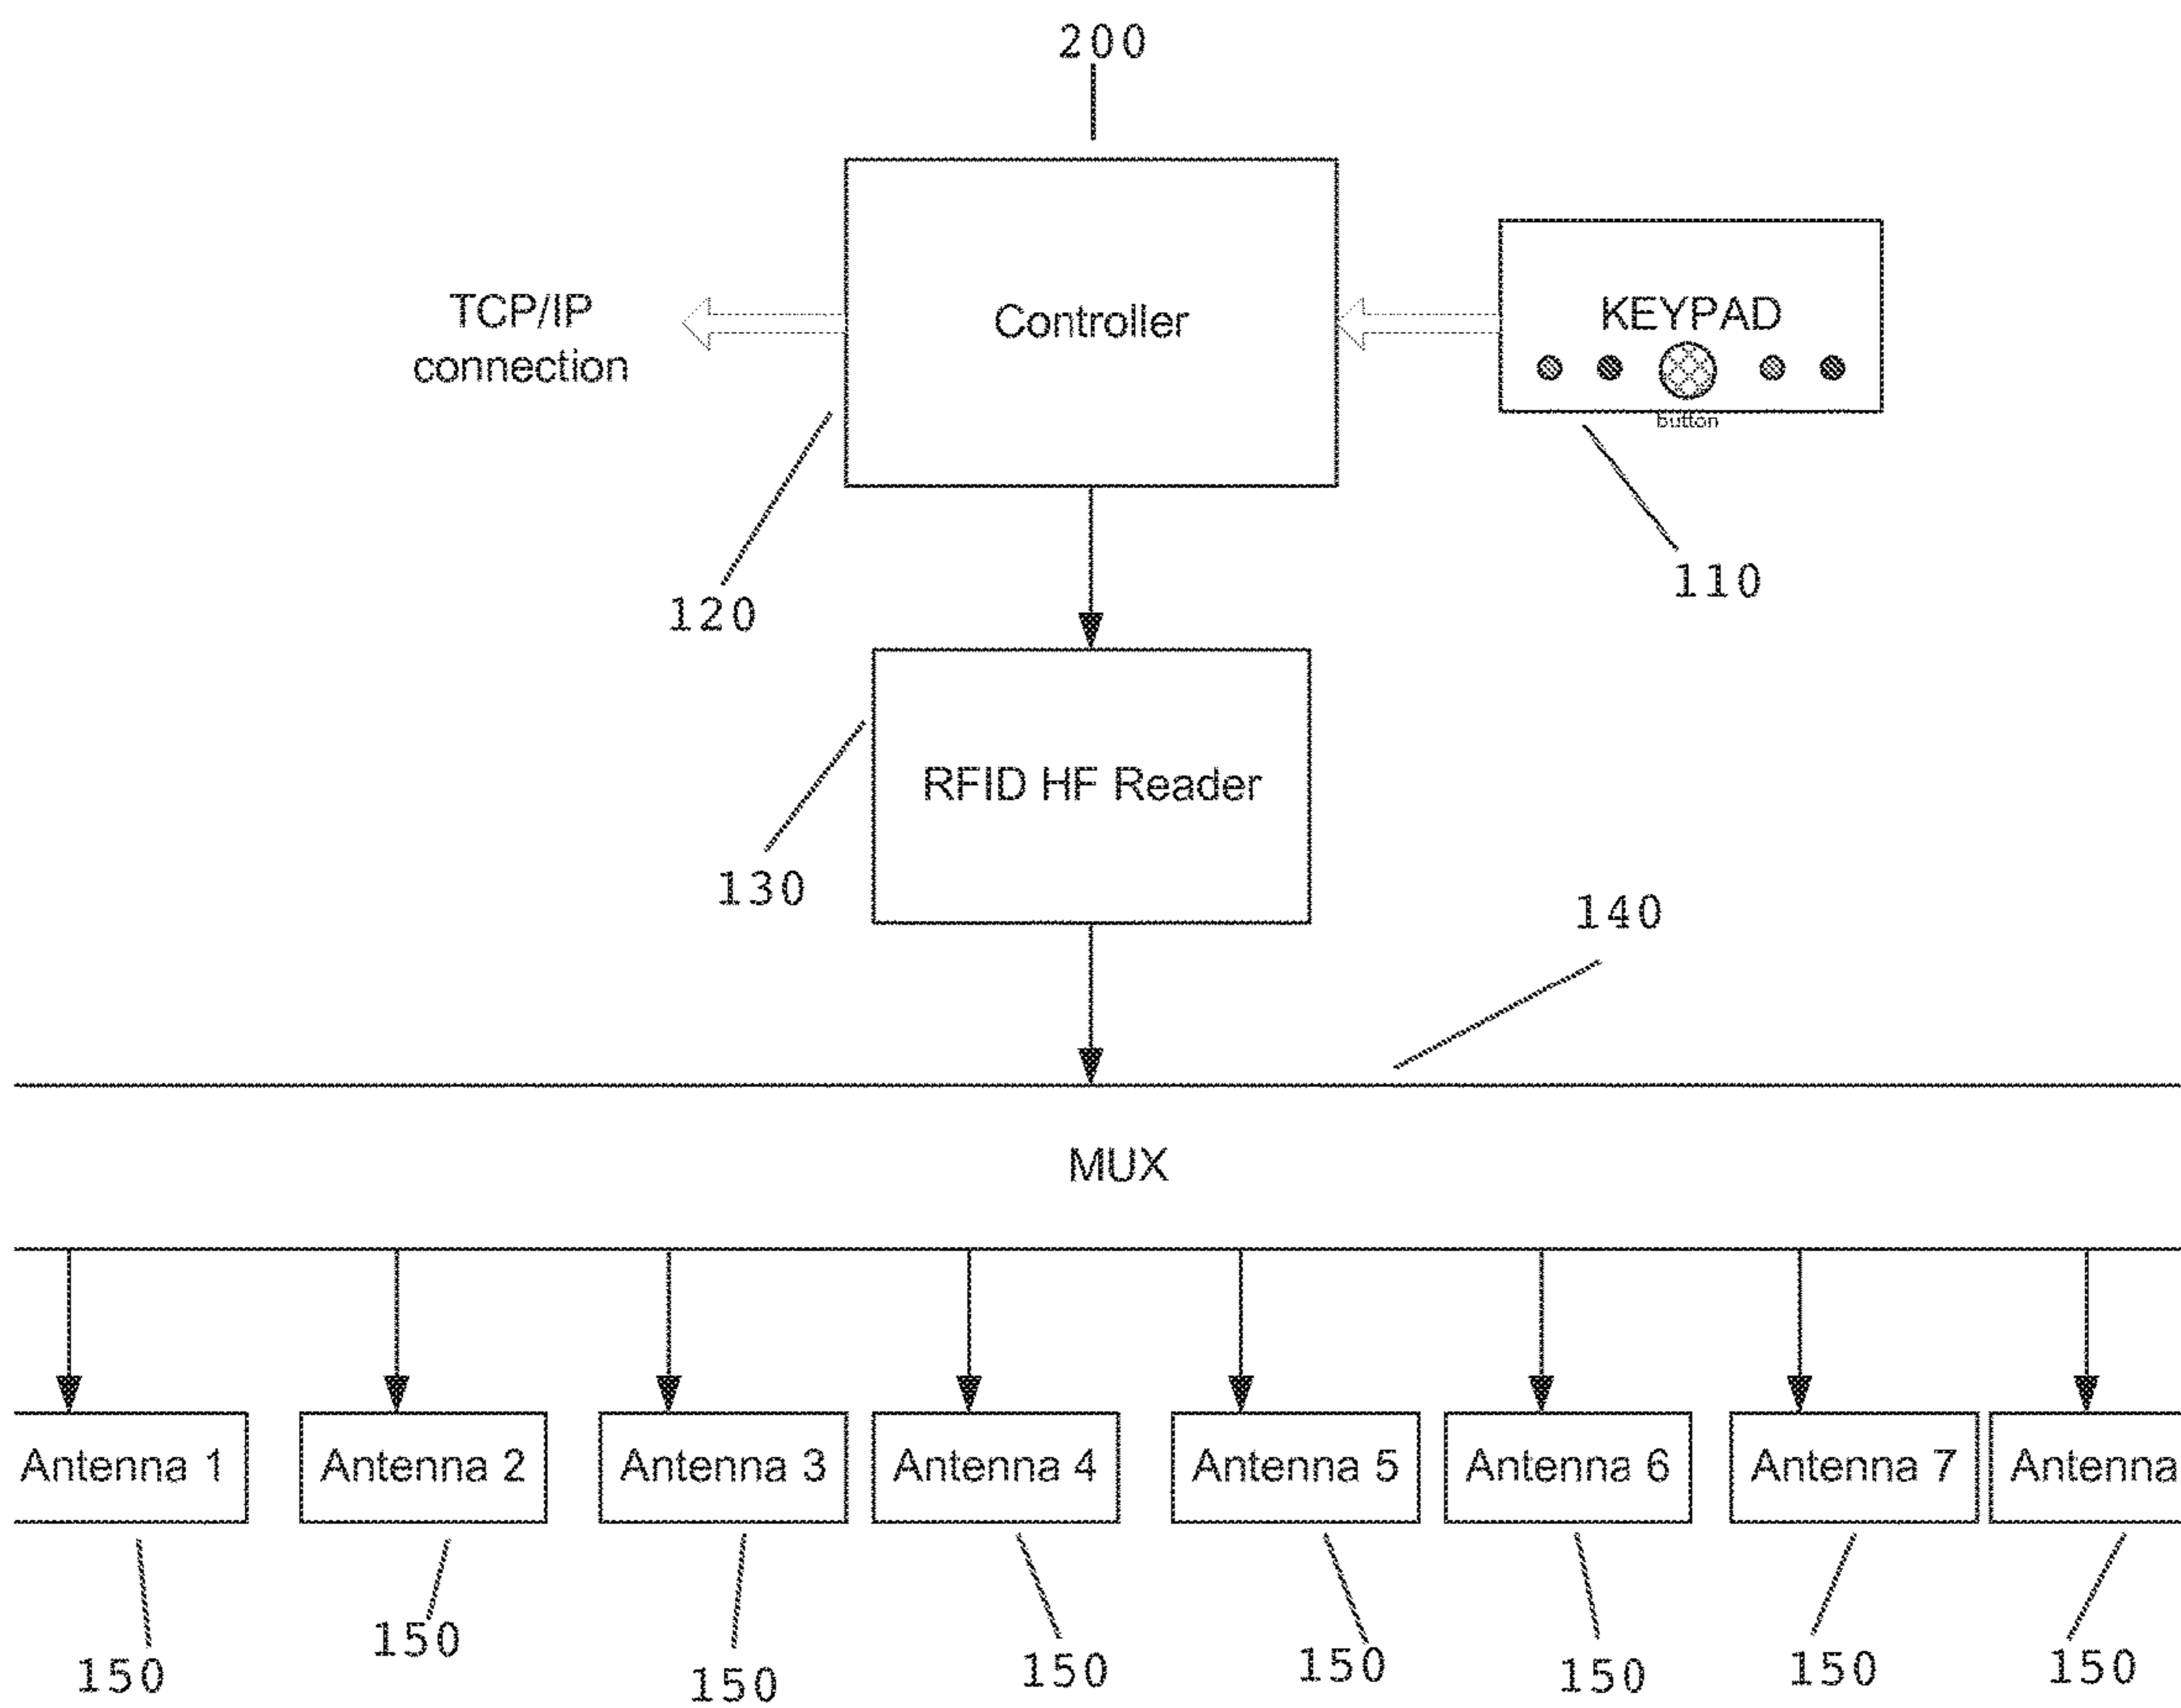 200
Controller
KEYPAD
TCP/IP
connection
button
110
120
RFID HF Reader
130
140
MUX
Antenna 1
Antenna 2
Antenna 3
Antenna 4
Antenna 5
Antenna 6
Antenna 7
Antenna
150
150
150
150
150
150
150
150